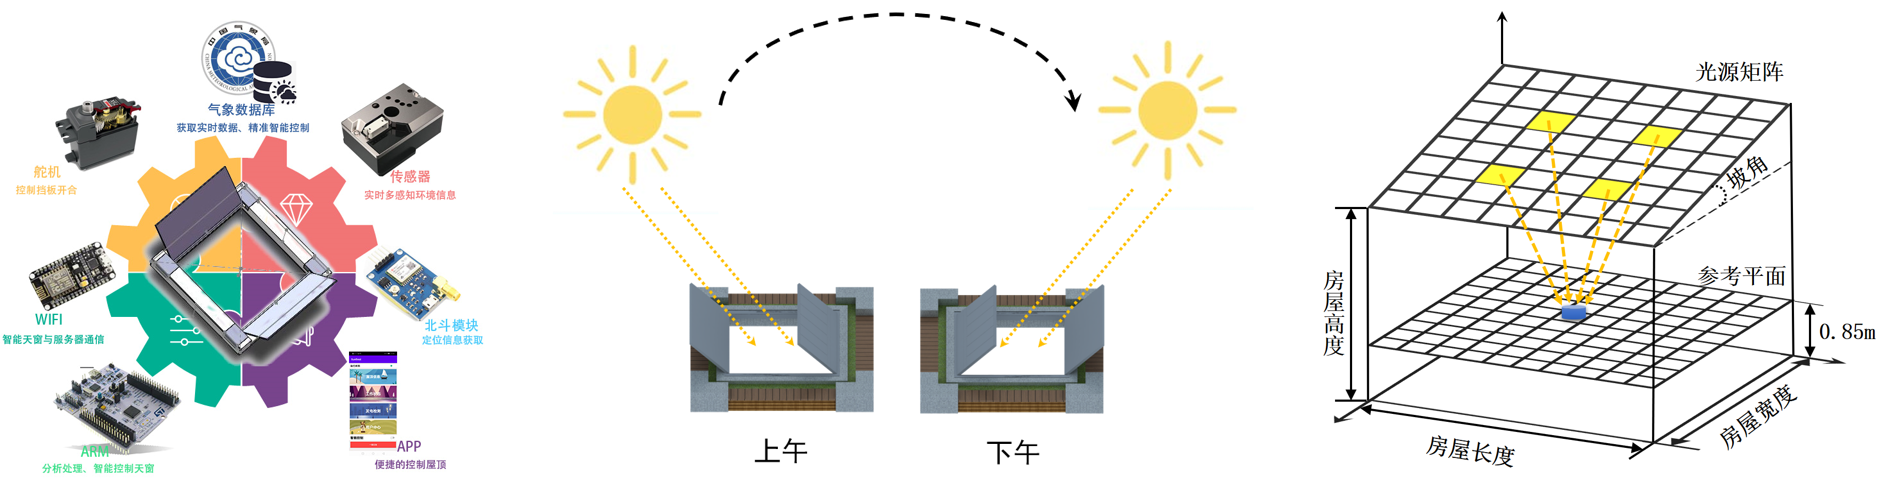 中国气象局
气象数据库
获取实时数据、精准智能控制
舵机
控制挡板开合
传感器
实时多感知环境信息
WIFI
智能天窗与服务器通信
北斗模块
定位信息获取
ARM
分析处理、智能控制天窗
APP
便捷的控制屋顶
上午
下午
光源矩阵
坡角
参考平面
房屋高度
0.85m
房屋长度
房屋宽度